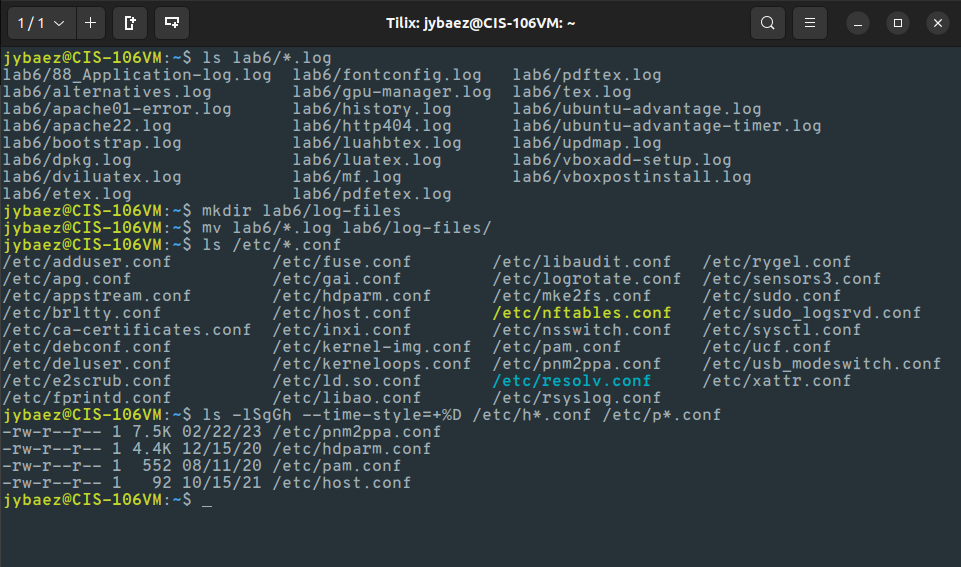 1 / 1
Tilix: jybaez@CIS-106VM: ~
jybaez@CIS-106VM:~$ ls lab6/*.log
lab6/88_Application-log.log  lab6/fontconfig.log   lab6/pdftex.log
lab6/alternatives.log        lab6/gpu-manager.log  lab6/tex.log
lab6/apache01-error.log      lab6/history.log      lab6/ubuntu-advantage.log
lab6/apache22.log            lab6/http404.log      lab6/ubuntu-advantage-timer.log
lab6/bootstrap.log           lab6/luahbtex.log     lab6/updmap.log
lab6/dpkg.log                lab6/luatex.log       lab6/vboxadd-setup.log
lab6/dviluatex.log           lab6/mf.log           lab6/vboxpostinstall.log
lab6/etex.log                lab6/pdfetex.log
jybaez@CIS-106VM:~$ mkdir lab6/log-files
jybaez@CIS-106VM:~$ mv lab6/*.log lab6/log-files/
jybaez@CIS-106VM:~$ ls /etc/*.conf
/etc/adduser.conf          /etc/fuse.conf        /etc/libaudit.conf   /etc/rygel.conf
/etc/apg.conf              /etc/gai.conf         /etc/logrotate.conf  /etc/sensors3.conf
/etc/appstream.conf        /etc/hdparm.conf      /etc/mke2fs.conf     /etc/sudo.conf
/etc/brltty.conf           /etc/host.conf        /etc/nftables.conf   /etc/sudo_logsrvd.conf
/etc/ca-certificates.conf  /etc/inxi.conf        /etc/nsswitch.conf   /etc/sysctl.conf
/etc/debconf.conf          /etc/kernel-img.conf  /etc/pam.conf        /etc/ucf.conf
/etc/deluser.conf          /etc/kerneloops.conf  /etc/pnm2ppa.conf    /etc/usb_modeswitch.conf
/etc/e2scrub.conf          /etc/ld.so.conf       /etc/resolv.conf     /etc/xattr.conf
/etc/fprintd.conf          /etc/libao.conf       /etc/rsyslog.conf
jybaez@CIS-106VM:~$ ls -lSgGh --time-style=+%D /etc/h*.conf /etc/p*.conf
-rw-r--r-- 1 7.5K 02/22/23 /etc/pnm2ppa.conf
-rw-r--r-- 1 4.4K 12/15/20 /etc/hdparm.conf
-rw-r--r-- 1  552 08/11/20 /etc/pam.conf
-rw-r--r-- 1   92 10/15/21 /etc/host.conf
jybaez@CIS-106VM:~$ _